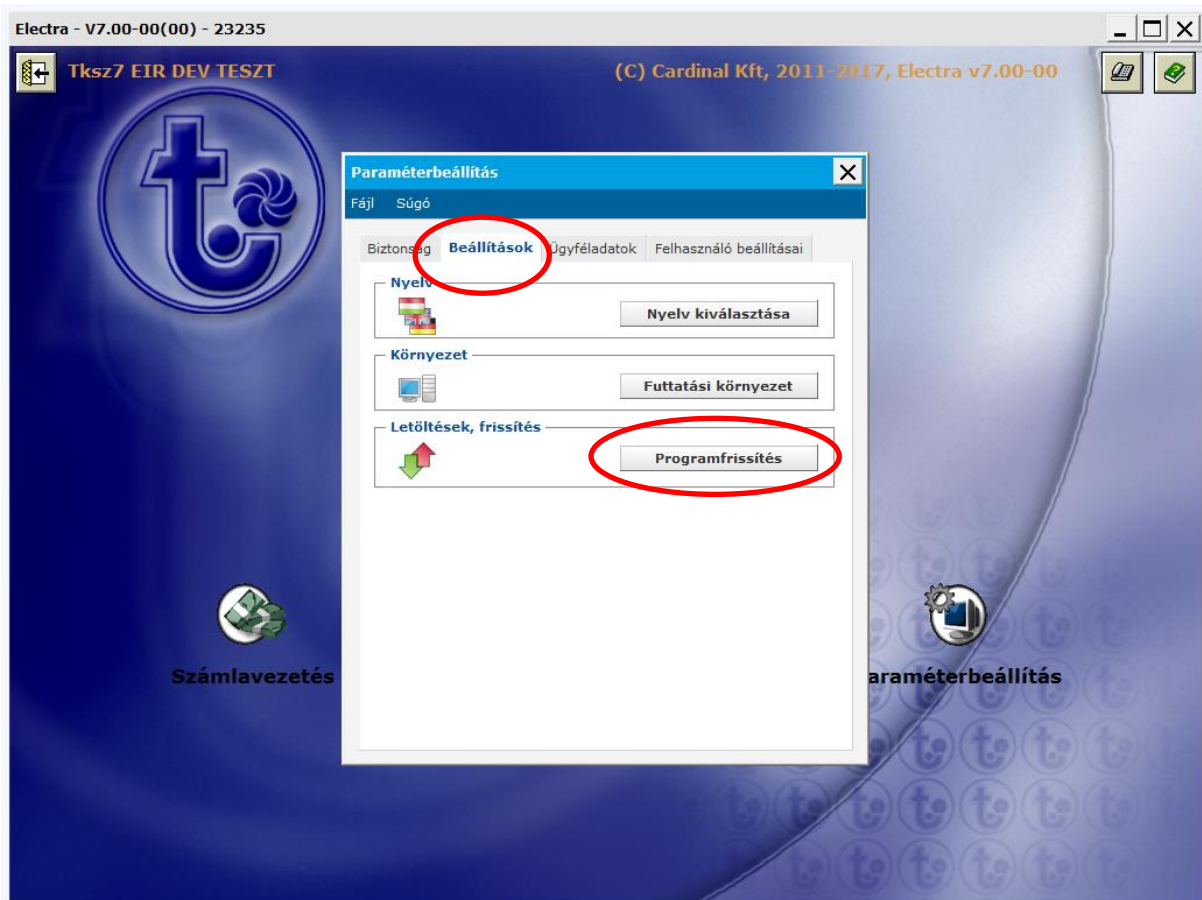 Electra - V7.00-00(00) - 23235
Tksz7 EIR DEV TESZT
(C) Cardinal Kft, 2011-2017, Electra v7.00-00
Paraméterbeállítás
Fájl Súgó
Biztonság Beállítások Ügyféladatok Felhasználó beállításai
Nyelv
Nyelv kiválasztása
Környezet
Futtatási környezet
Letöltések, frissítés
Programfrissítés
Számlavezetés
araméterbeállítás